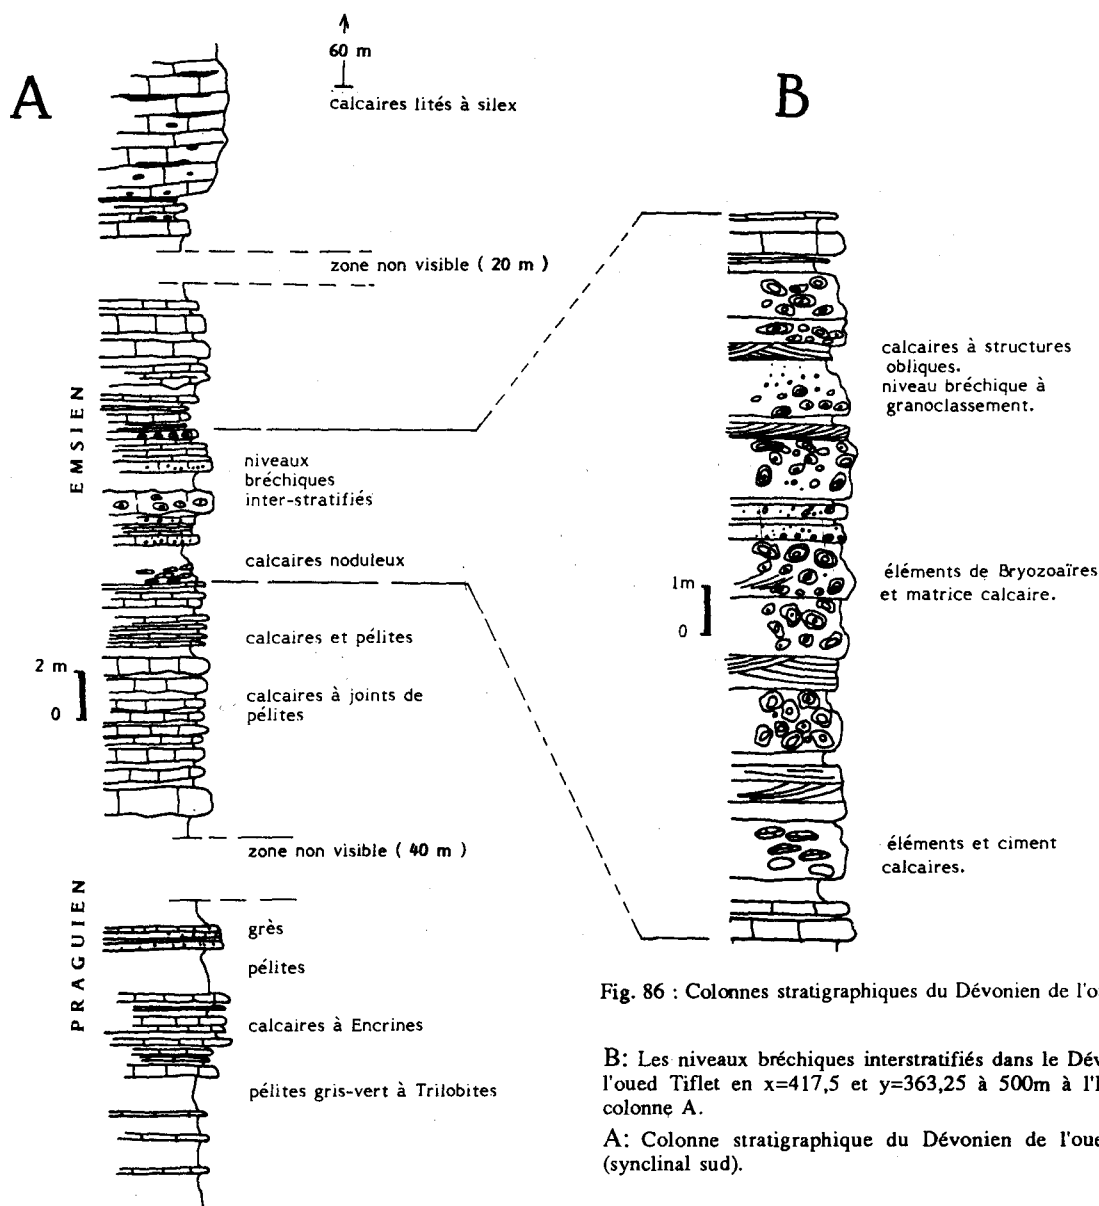 A
60 m
calcaires lités à silex
zone non visible ( 20 m )
EMSIEN
niveaux
bréchiques
inter-stratifiés
calcaires noduleux
calcaires et pélites
2 m
0
calcaires à joints de
pélites
zone non visible ( 40 m )
PRAGUIEN
grès
pélites
calcaires à Encrines
pélites gris-vert à Trilobites
B
calcaires à structures
obliques.
niveau bréchique à
granoclassement.
1m
0
éléments de Bryozoaïres
et matrice calcaire.
éléments et ciment
calcaires.
Fig. 86 : Colonnes stratigraphiques du Dévonien de l'o
B: Les niveaux bréchiques interstratifiés dans le Dév
l'oued Tiflet en x=417,5 et y=363,25 à 500m à l'
colonne A.
A: Colonne stratigraphique du Dévonien de l'oue
(synclinal sud).